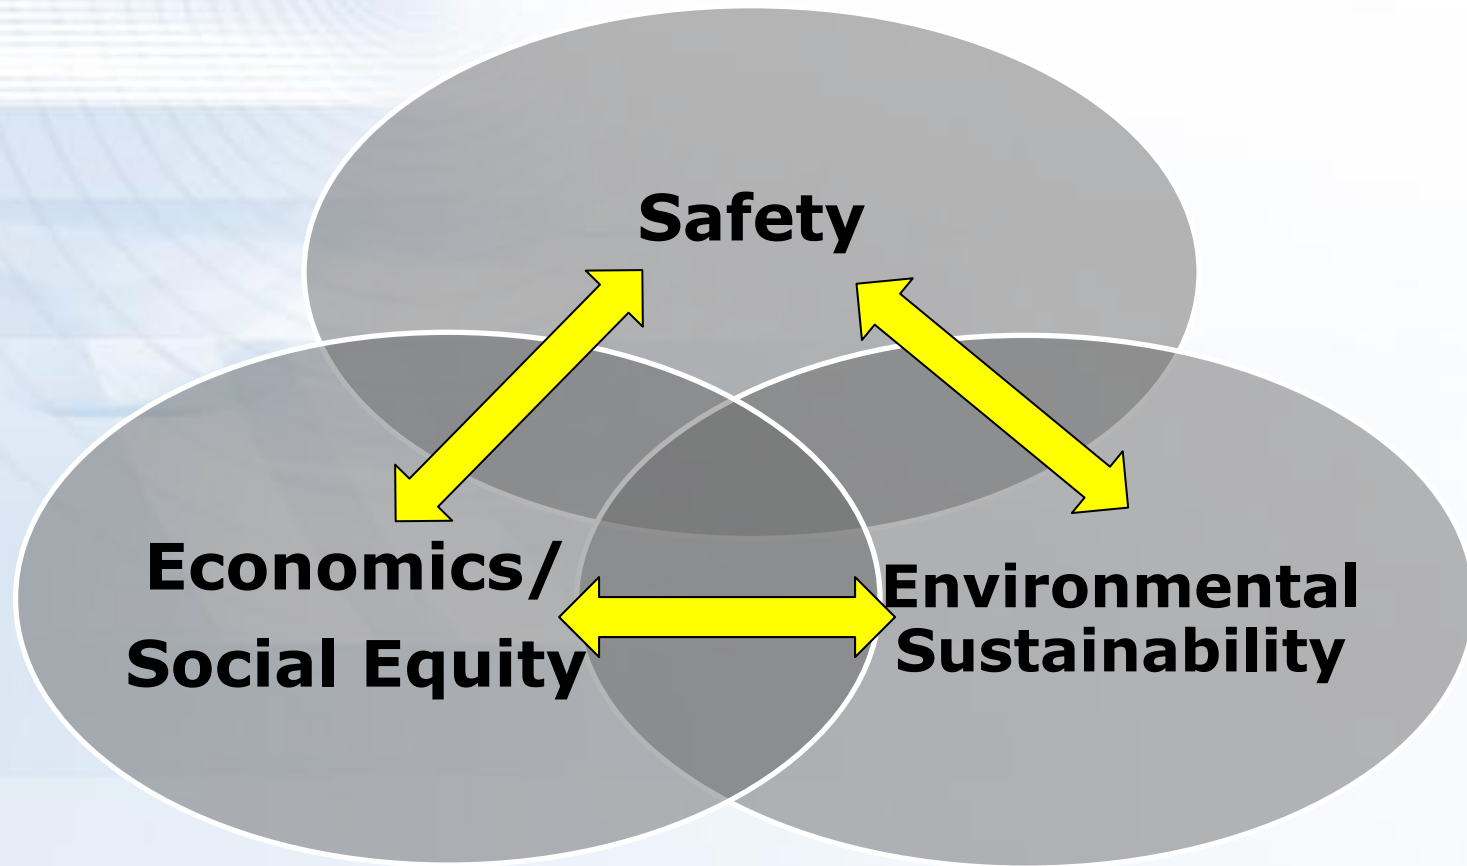 Safety
Economics/
Social Equity
Environmental
Sustainability